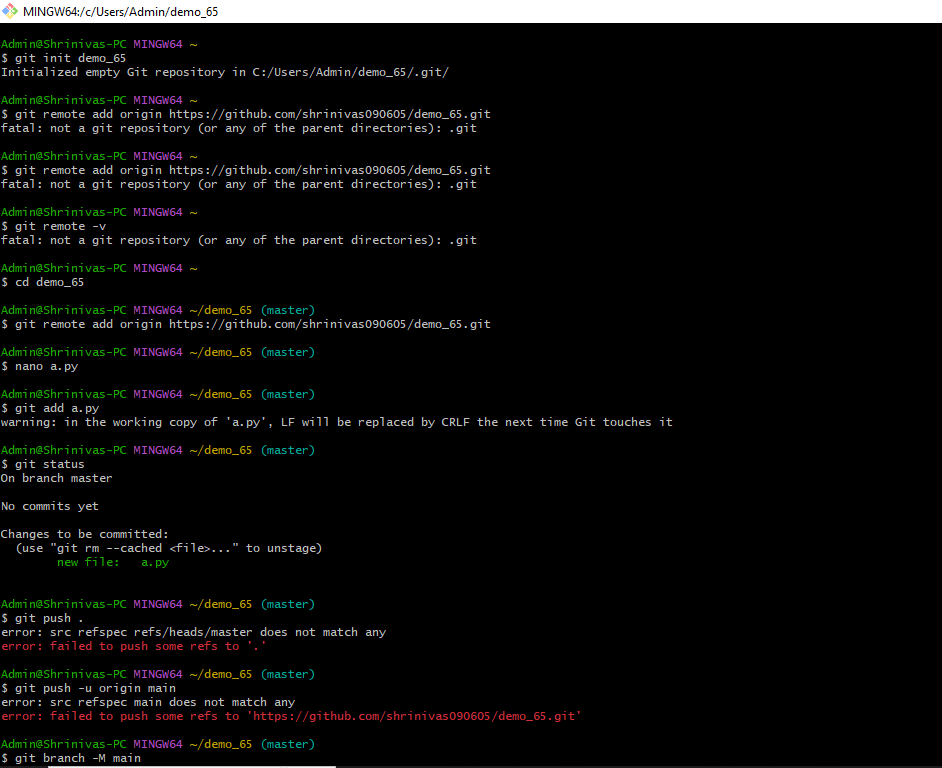 MINGW64:/c/Users/Admin/demo_65
Admin@Shrinivas-PC MINGW64 ~
$ git init demo_65
Initialized empty Git repository in C:/Users/Admin/demo_65/.git/
Admin@Shrinivas-PC MINGW64 ~
$ git remote add origin https://github.com/shrinivas090605/demo_65.git
fatal: not a git repository (or any of the parent directories): .git
Admin@Shrinivas-PC MINGW64 ~
$ git remote add origin https://github.com/shrinivas090605/demo_65.git
fatal: not a git repository (or any of the parent directories): .git
Admin@Shrinivas-PC MINGW64 ~
$ git remote -v
fatal: not a git repository (or any of the parent directories): .git
Admin@Shrinivas-PC MINGW64 ~
$ cd demo_65
Admin@Shrinivas-PC MINGW64 ~/demo_65 (master)
$ git remote add origin https://github.com/shrinivas090605/demo_65.git
Admin@Shrinivas-PC MINGW64 ~/demo_65 (master)
$ nano a.py
Admin@Shrinivas-PC MINGW64 ~/demo_65 (master)
$ git add a.py
warning: in the working copy of 'a.py', LF will be replaced by CRLF the next time Git touches it
Admin@Shrinivas-PC MINGW64 ~/demo_65 (master)
$ git status
On branch master
No commits yet
Changes to be committed:
  (use "git rm --cached <file>..." to unstage)
        new file:   a.py
Admin@Shrinivas-PC MINGW64 ~/demo_65 (master)
$ git push .
error: src refspec refs/heads/master does not match any
error: failed to push some refs to '.'
Admin@Shrinivas-PC MINGW64 ~/demo_65 (master)
$ git push -u origin main
error: src refspec main does not match any
error: failed to push some refs to 'https://github.com/shrinivas090605/demo_65.git'
Admin@Shrinivas-PC MINGW64 ~/demo_65 (master)
$ git branch -M main